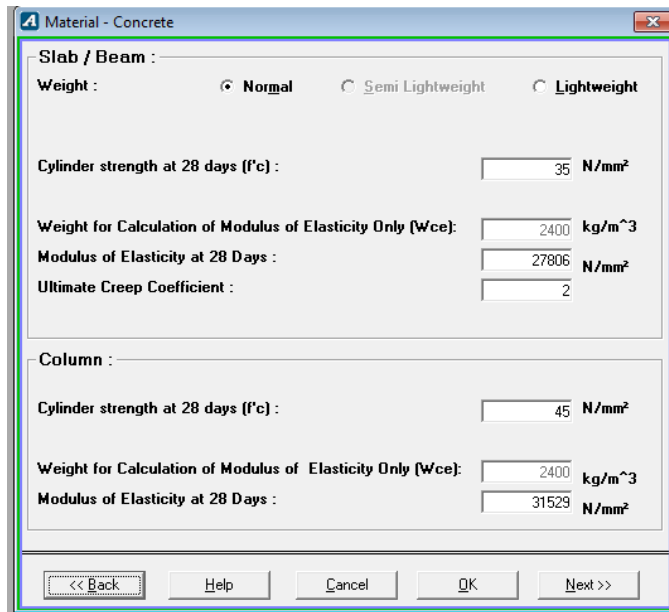 Material - Concrete
Slab / Beam :
Weight : Normal Semi Lightweight Lightweight
Cylinder strength at 28 days (f'c) : 35 N/mm²
Weight for Calculation of Modulus of Elasticity Only (Wce): 2400 kg/m^3
Modulus of Elasticity at 28 Days : 27806 N/mm²
Ultimate Creep Coefficient : 2
Column :
Cylinder strength at 28 days (f'c) : 45 N/mm²
Weight for Calculation of Modulus of Elasticity Only (Wce): 2400 kg/m^3
Modulus of Elasticity at 28 Days : 31529 N/mm²
<< Back Help Cancel OK Next >>